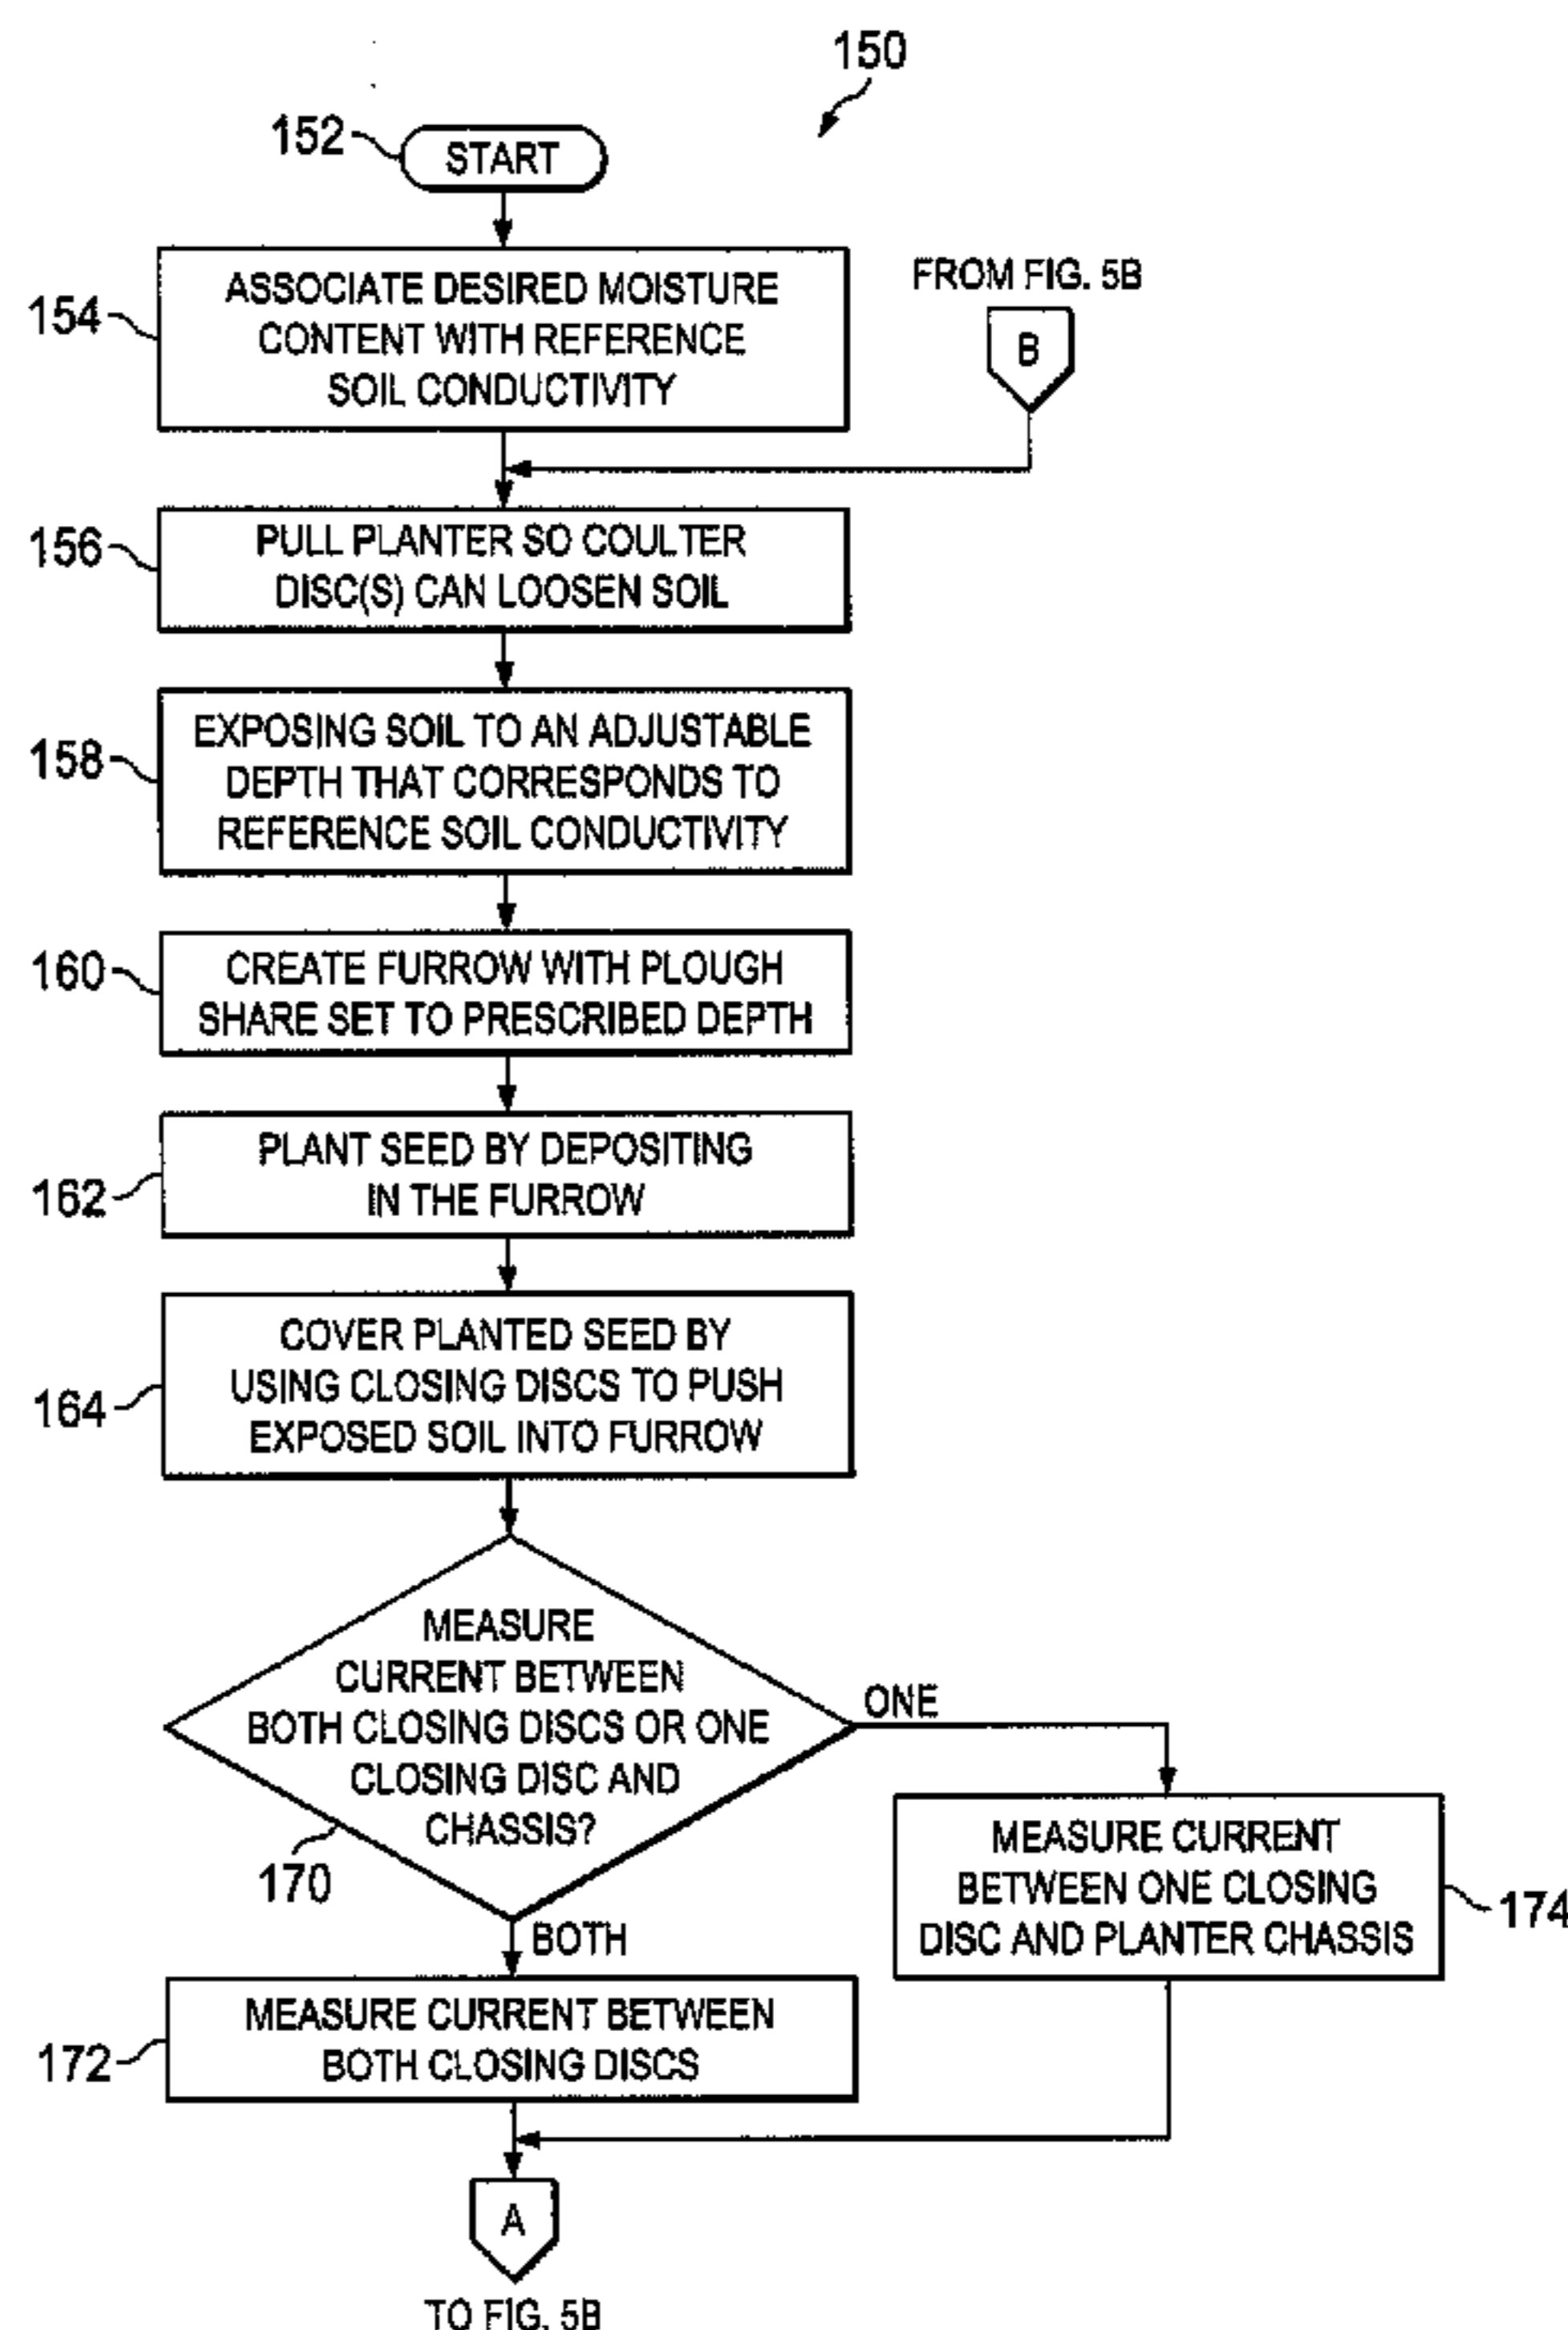 150
152
START
154
ASSOCIATE DESIRED MOISTURE
CONTENT WITH REFERENCE
SOIL CONDUCTIVITY
FROM FIG. 5B
B
156
PULL PLANTER SO COULTER
DISC(S) CAN LOOSEN SOIL
158
EXPOSING SOIL TO AN ADJUSTABLE
DEPTH THAT CORRESPONDS TO
REFERENCE SOIL CONDUCTIVITY
160
CREATE FURROW WITH PLOUGH
SHARE SET TO PRESCRIBED DEPTH
162
PLANT SEED BY DEPOSITING
IN THE FURROW
164
COVER PLANTED SEED BY
USING CLOSING DISCS TO PUSH
EXPOSED SOIL INTO FURROW
MEASURE
CURRENT BETWEEN
BOTH CLOSING DISCS OR ONE
CLOSING DISC AND
CHASSIS?
170
ONE
BOTH
MEASURE CURRENT
BETWEEN ONE CLOSING
DISC AND PLANTER CHASSIS
174
172
MEASURE CURRENT BETWEEN
BOTH CLOSING DISCS
A
TO FIG. 5B